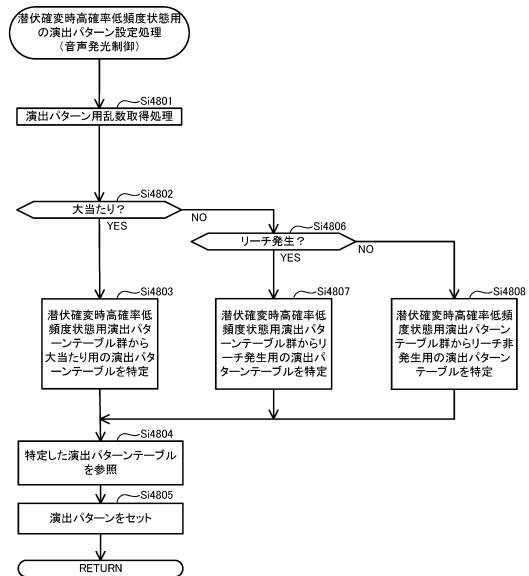 潜伏確変時高確率低頻度状態用
の演出パターン設定処理
(音声発光制御)
Si4801
演出パターン用乱数取得処理
Si4802
大当たり?
NO
YES
Si4806
リーチ発生?
NO
YES
Si4803
潜伏確変時高確率低頻
度状態用演出パター
ンテーブル群から
大当たり用の演出パタ
ーンテーブルを特定
Si4807
潜伏確変時高確率低
頻度状態用演出パタ
ーンテーブル群からリ
ーチ発生用の演出パ
ターンテーブルを特定
Si4808
潜伏確変時高確率低頻
度状態用演出パターン
テーブル群からリーチ非
発生用の演出パターン
テーブルを特定
Si4804
特定した演出パターンテーブル
を参照
Si4805
演出パターンをセット
RETURN